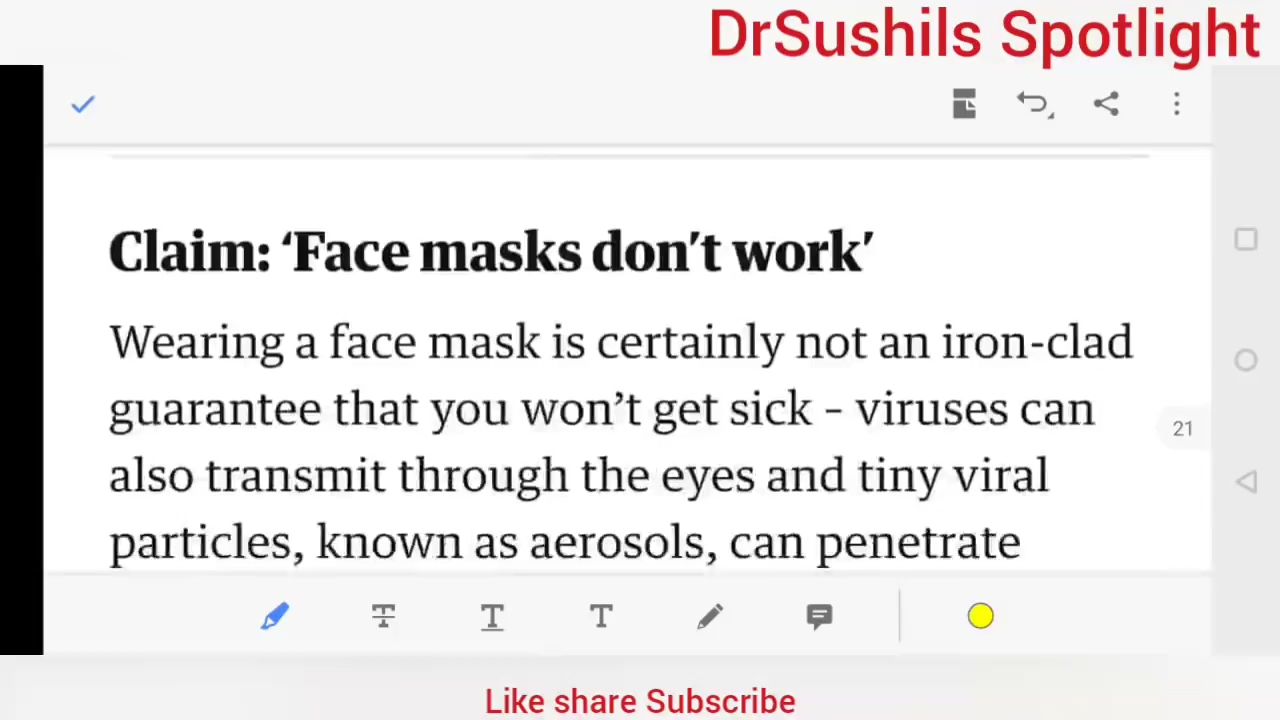 DrSushils Spotlight
Claim: ‘Face masks don’t work’
Wearing a face mask is certainly not an iron-clad
guarantee that you won’t get sick – viruses can
also transmit through the eyes and tiny viral
particles, known as aerosols, can penetrate
21
T T T
Like share Subscribe